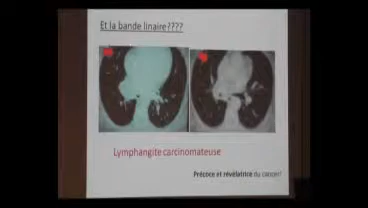 Et la bande linaire????
Lymphangite carcinomateuse
Précoce et révélatrice du cancer!